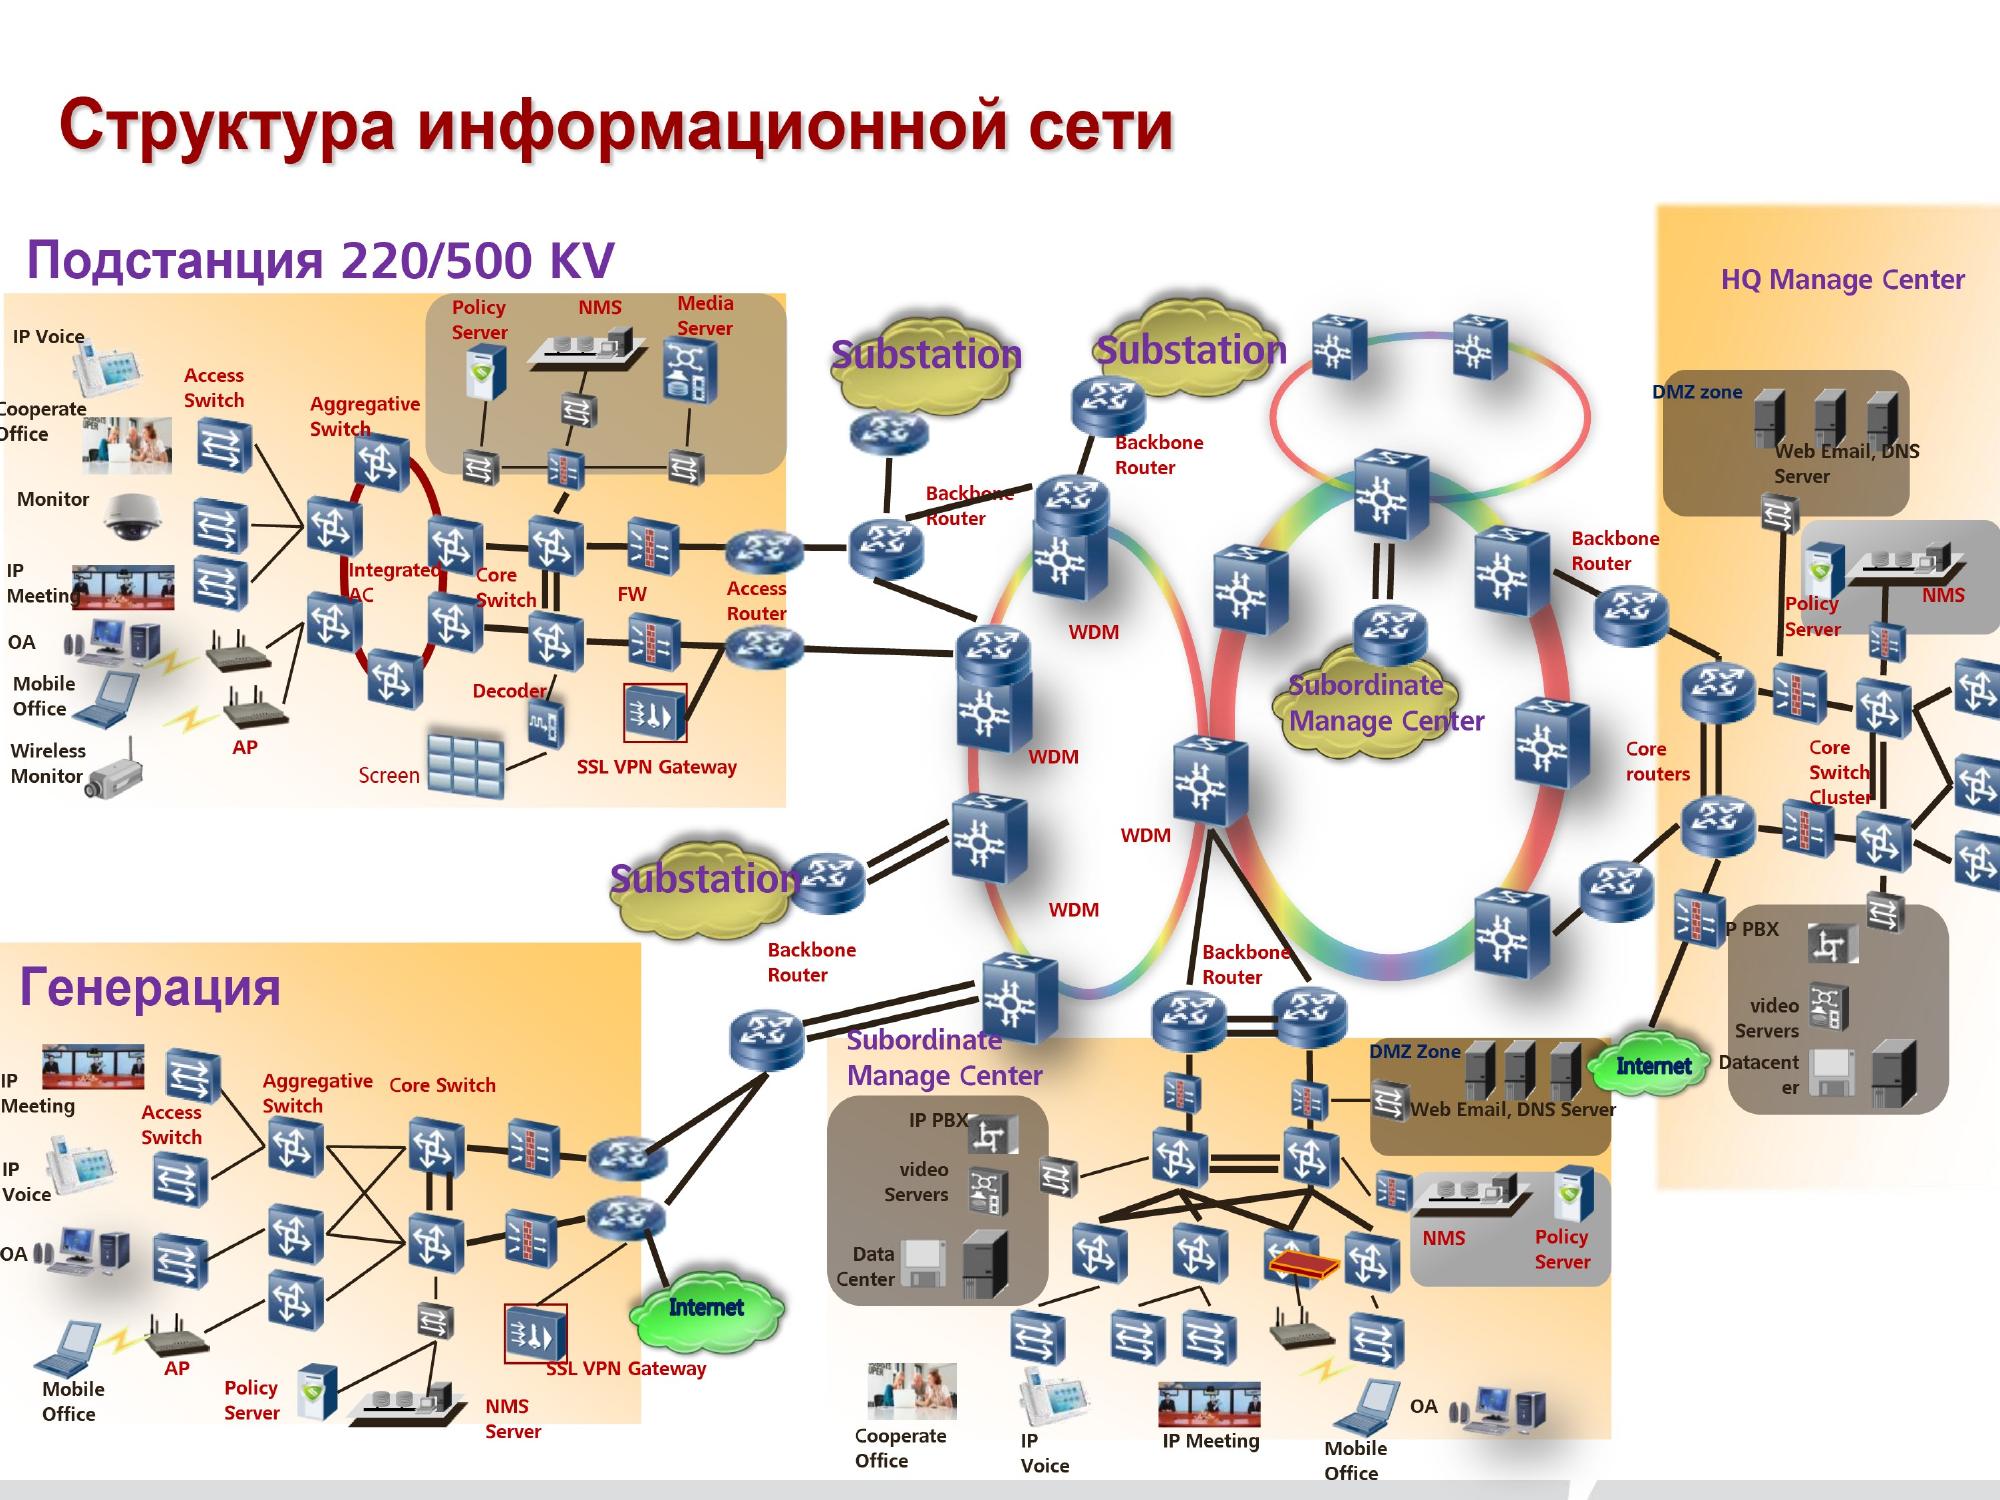 Структура информационной сети
Подстанция 220/500 KV
HQ Manage Center
Policy
Server
NMS
Media
Server
IP Voice
Access
Switch
Cooperate
Office
Aggregative
Switch
Monitor
IP
Meeting
Integrated
AC
Core
Switch
FW
Access
Router
OA
Mobile
Office
Decoder
AP
Wireless
Monitor
Screen
SSL VPN Gateway
Substation
Substation
Backbone
Router
Backbone
Router
WDM
WDM
WDM
WDM
Substation
Backbone
Router
Subordinate
Manage Center
Backbone
Router
DMZ zone
Web Email, DNS
Server
Policy
Server
NMS
Core
routers
Core
Switch
Cluster
P PBX
video
Servers
Datacent
er
Internet
Backbone
Router
Генерация
IP
Meeting
Access
Switch
Aggregative
Switch
Core Switch
IP
Voice
OA
AP
Mobile
Office
Policy
Server
NMS
Server
SSL VPN Gateway
Internet
Subordinate
Manage Center
IP PBX
video
Servers
Data
Center
DMZ Zone
Web Email, DNS Server
NMS
Policy
Server
Cooperate
Office
IP
Voice
IP Meeting
Mobile
Office
OA